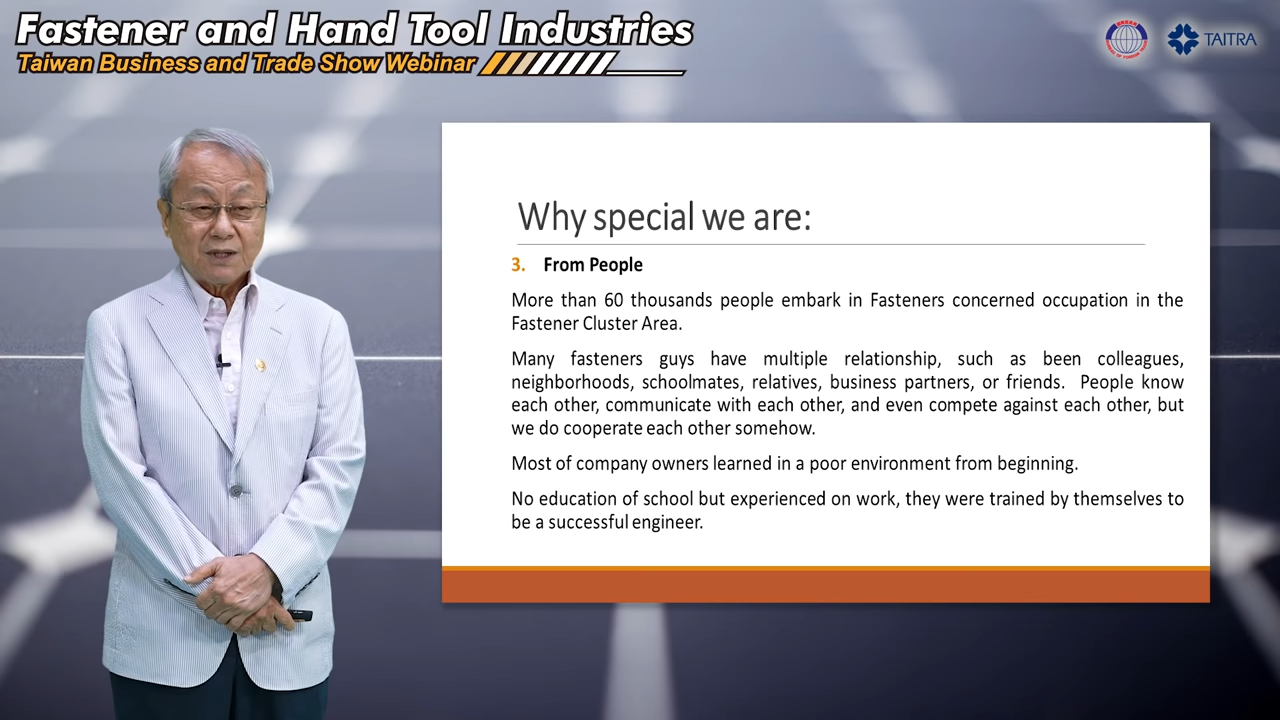 Fastener and Hand Tool Industries
Taiwan Business and Trade Show Webinar
TAITRA
Why special we are:
3. From People
More than 60 thousands people embark in Fasteners concerned occupation in the
Fastener Cluster Area.
Many fasteners guys have multiple relationship, such as been colleagues,
neighborhoods, schoolmates, relatives, business partners, or friends. People know
each other, communicate with each other, and even compete against each other, but
we do cooperate each other somehow.
Most of company owners learned in a poor environment from beginning.
No education of school but experienced on work, they were trained by themselves to
be a successful engineer.